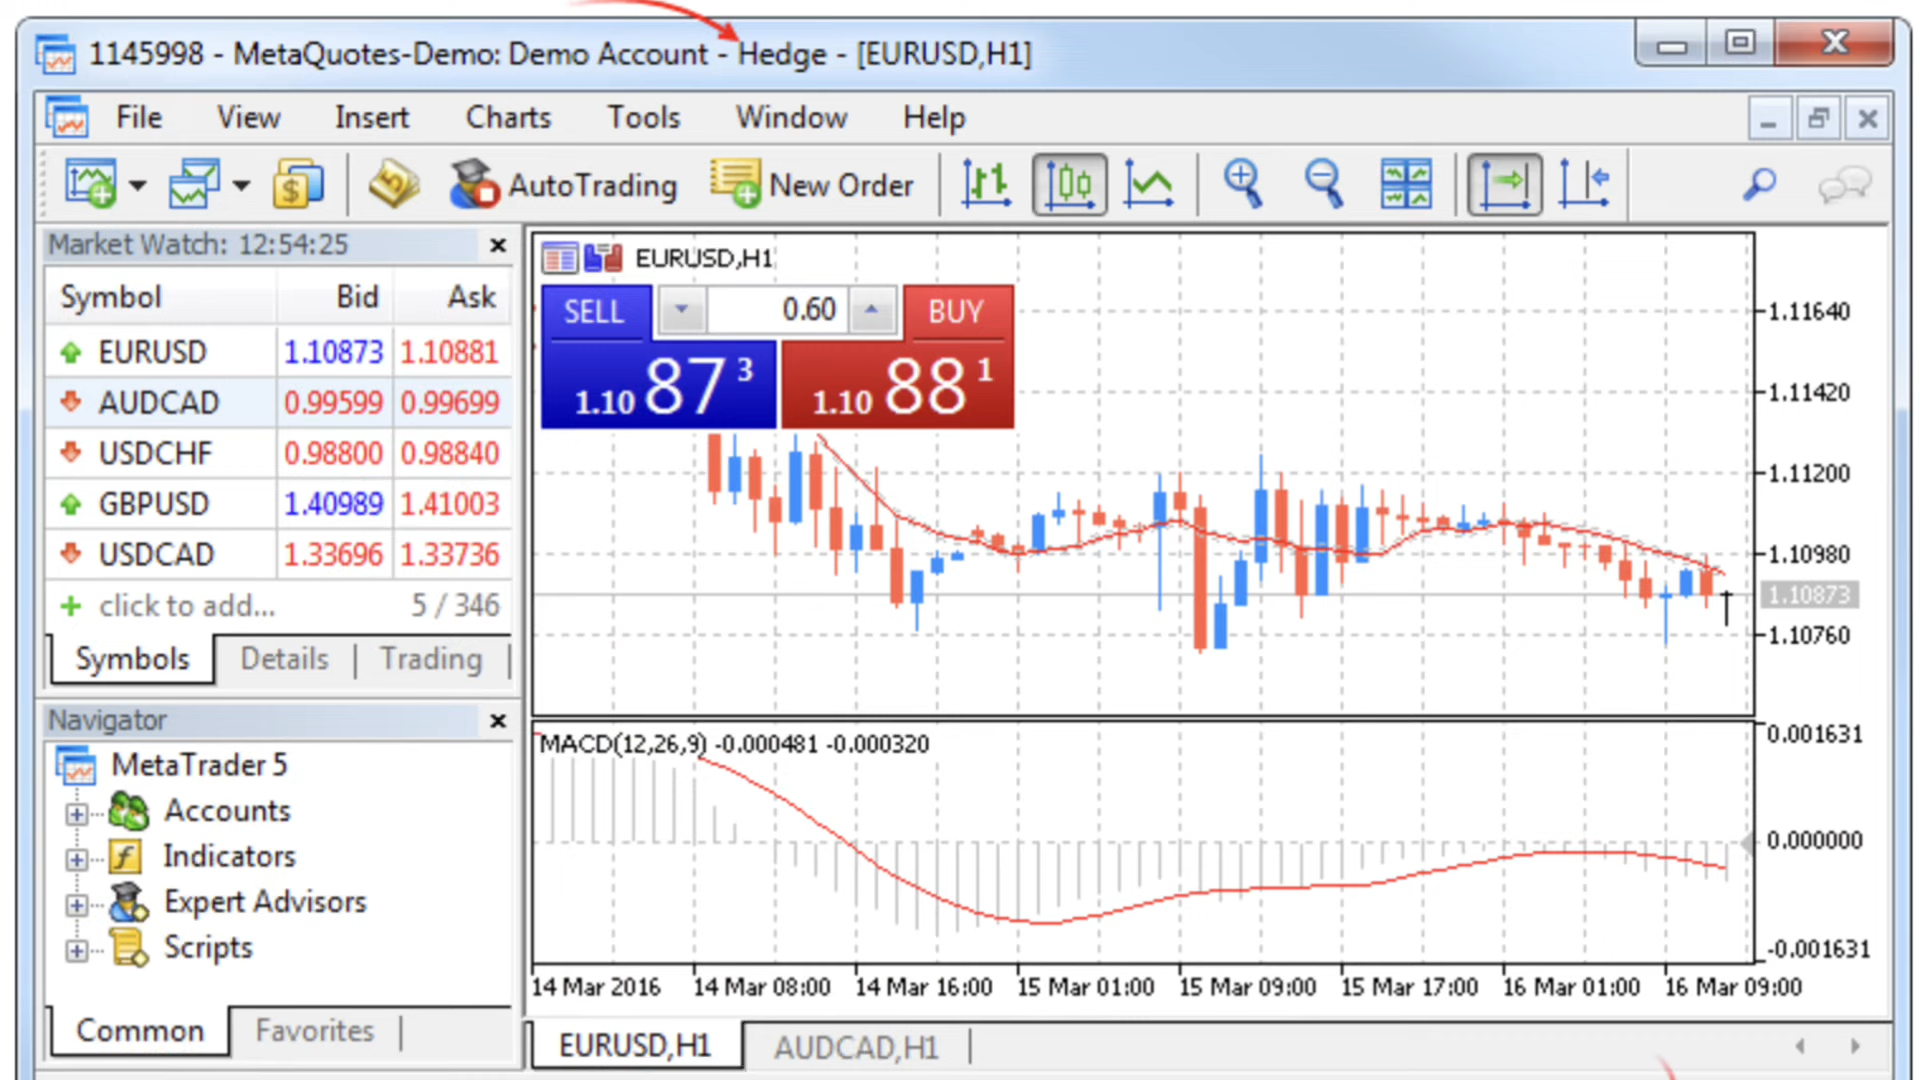 1145998 - MetaQuotes-Demo: Demo Account - Hedge - [EURUSD,H1]
File View Insert Charts Tools Window Help
AutoTrading New Order
Market Watch: 12:54:25
Symbol Bid Ask
EURUSD 1.10873 1.10881
AUDCAD 0.99599 0.99699
USDCHF 0.98800 0.98840
GBPUSD 1.40989 1.41003
USDCAD 1.33696 1.33736
click to add... 5 / 346
Symbols Details Trading
Navigator
MetaTrader 5
Accounts
Indicators
Expert Advisors
Scripts
Common Favorites
EURUSD,H1
SELL 0.60 BUY
1.10 87 3 1.10 88 1
1.11640
1.11420
1.11200
1.10980
1.10873
1.10760
MACD(12,26,9) -0.000481 -0.000320
0.001631
0.000000
-0.001631
14 Mar 2016 14 Mar 08:00 14 Mar 16:00 15 Mar 01:00 15 Mar 09:00 15 Mar 17:00 16 Mar 01:00 16 Mar 09:00
EURUSD,H1 AUDCAD,H1